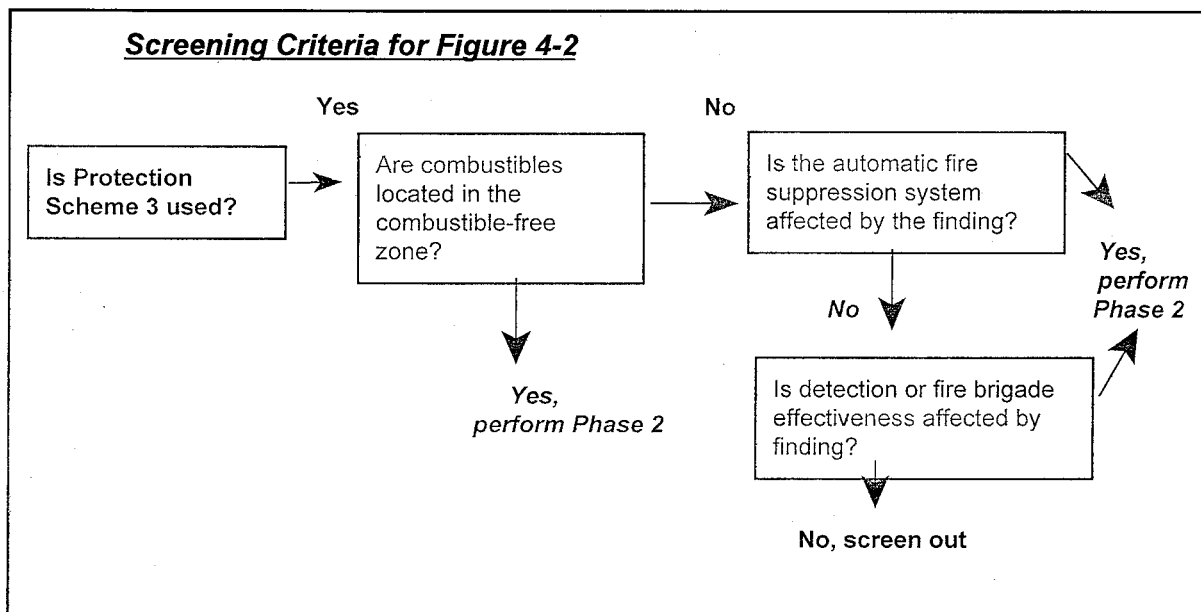 Screening Criteria for Figure 4-2
Yes
No
Is Protection
Scheme 3 used?
Are combustibles
located in the
combustible-free
zone?
Is the automatic fire
suppression system
affected by the finding?
Yes,
perform
Phase 2
No
Yes,
perform Phase 2
Is detection or fire brigade
effectiveness affected by
finding?
No, screen out